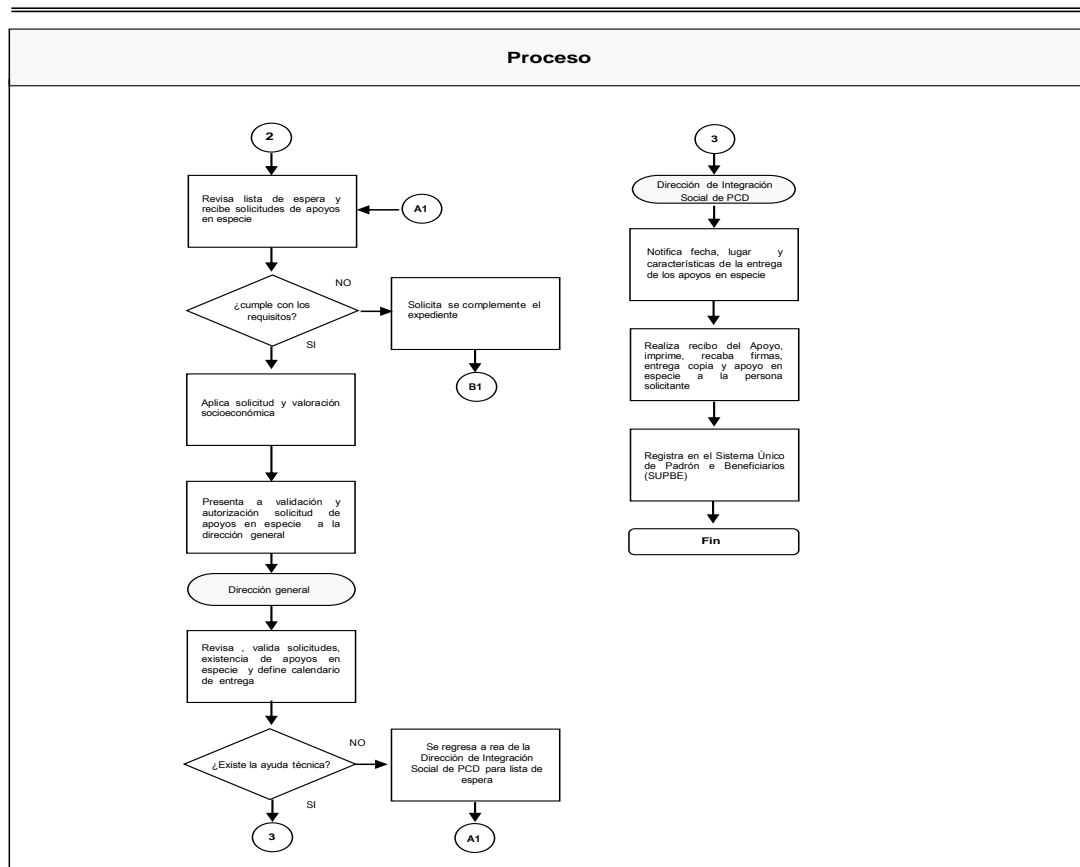 Proceso
2
Revisa lista de espera y
recibe solicitudes de apoyos
en especie
A1
¿cumple con los
requisitos?
NO
SI
Solicita se complemente el
expediente
B1
Aplica solicitud y valoración
socioeconómica
Presenta a validación y
autorización solicitud de
apoyos en especie a la
dirección general
Dirección general
Revisa , valida solicitudes,
existencia de apoyos en
especie y define calendario
de entrega
¿Existe la ayuda técnica?
NO
SI
Se regresa a rea de la
Dirección de Integración
Social de PCD para lista de
espera
3
A1
3
Dirección de Integración
Social de PCD
Notifica fecha, lugar y
características de la entrega
de los apoyos en especie
Realiza recibo del Apoyo,
imprime, recaba firmas,
entrega copia y apoyo en
especie a la persona
solicitante
Registra en el Sistema Único
de Padrón e Beneficiarios
(SUPBE)
Fin